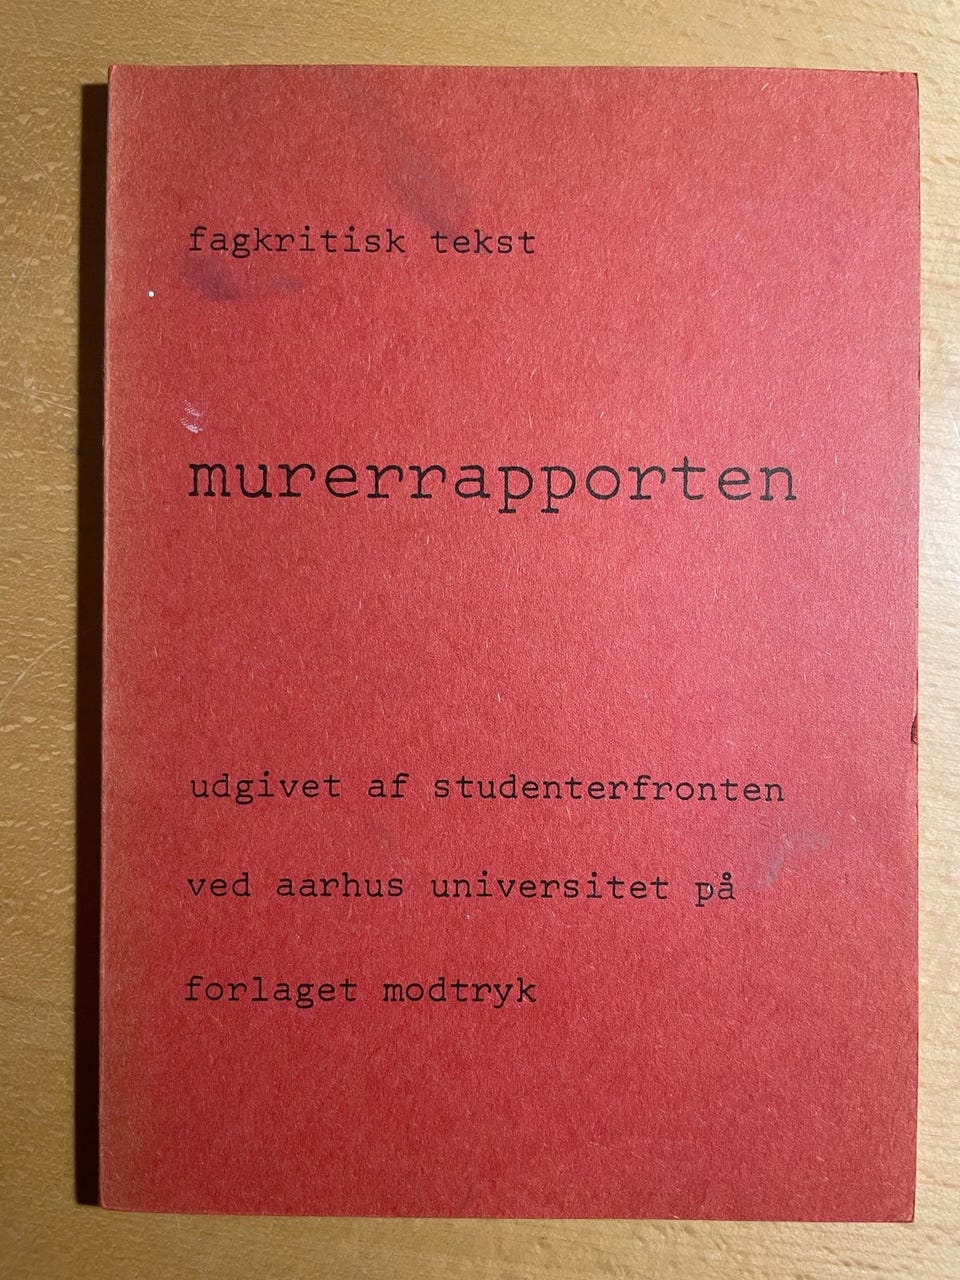 fagkritisk tekst
murerrapporten
udgivet af studenterfronten
ved aarhus universitet på
forlaget modtryk